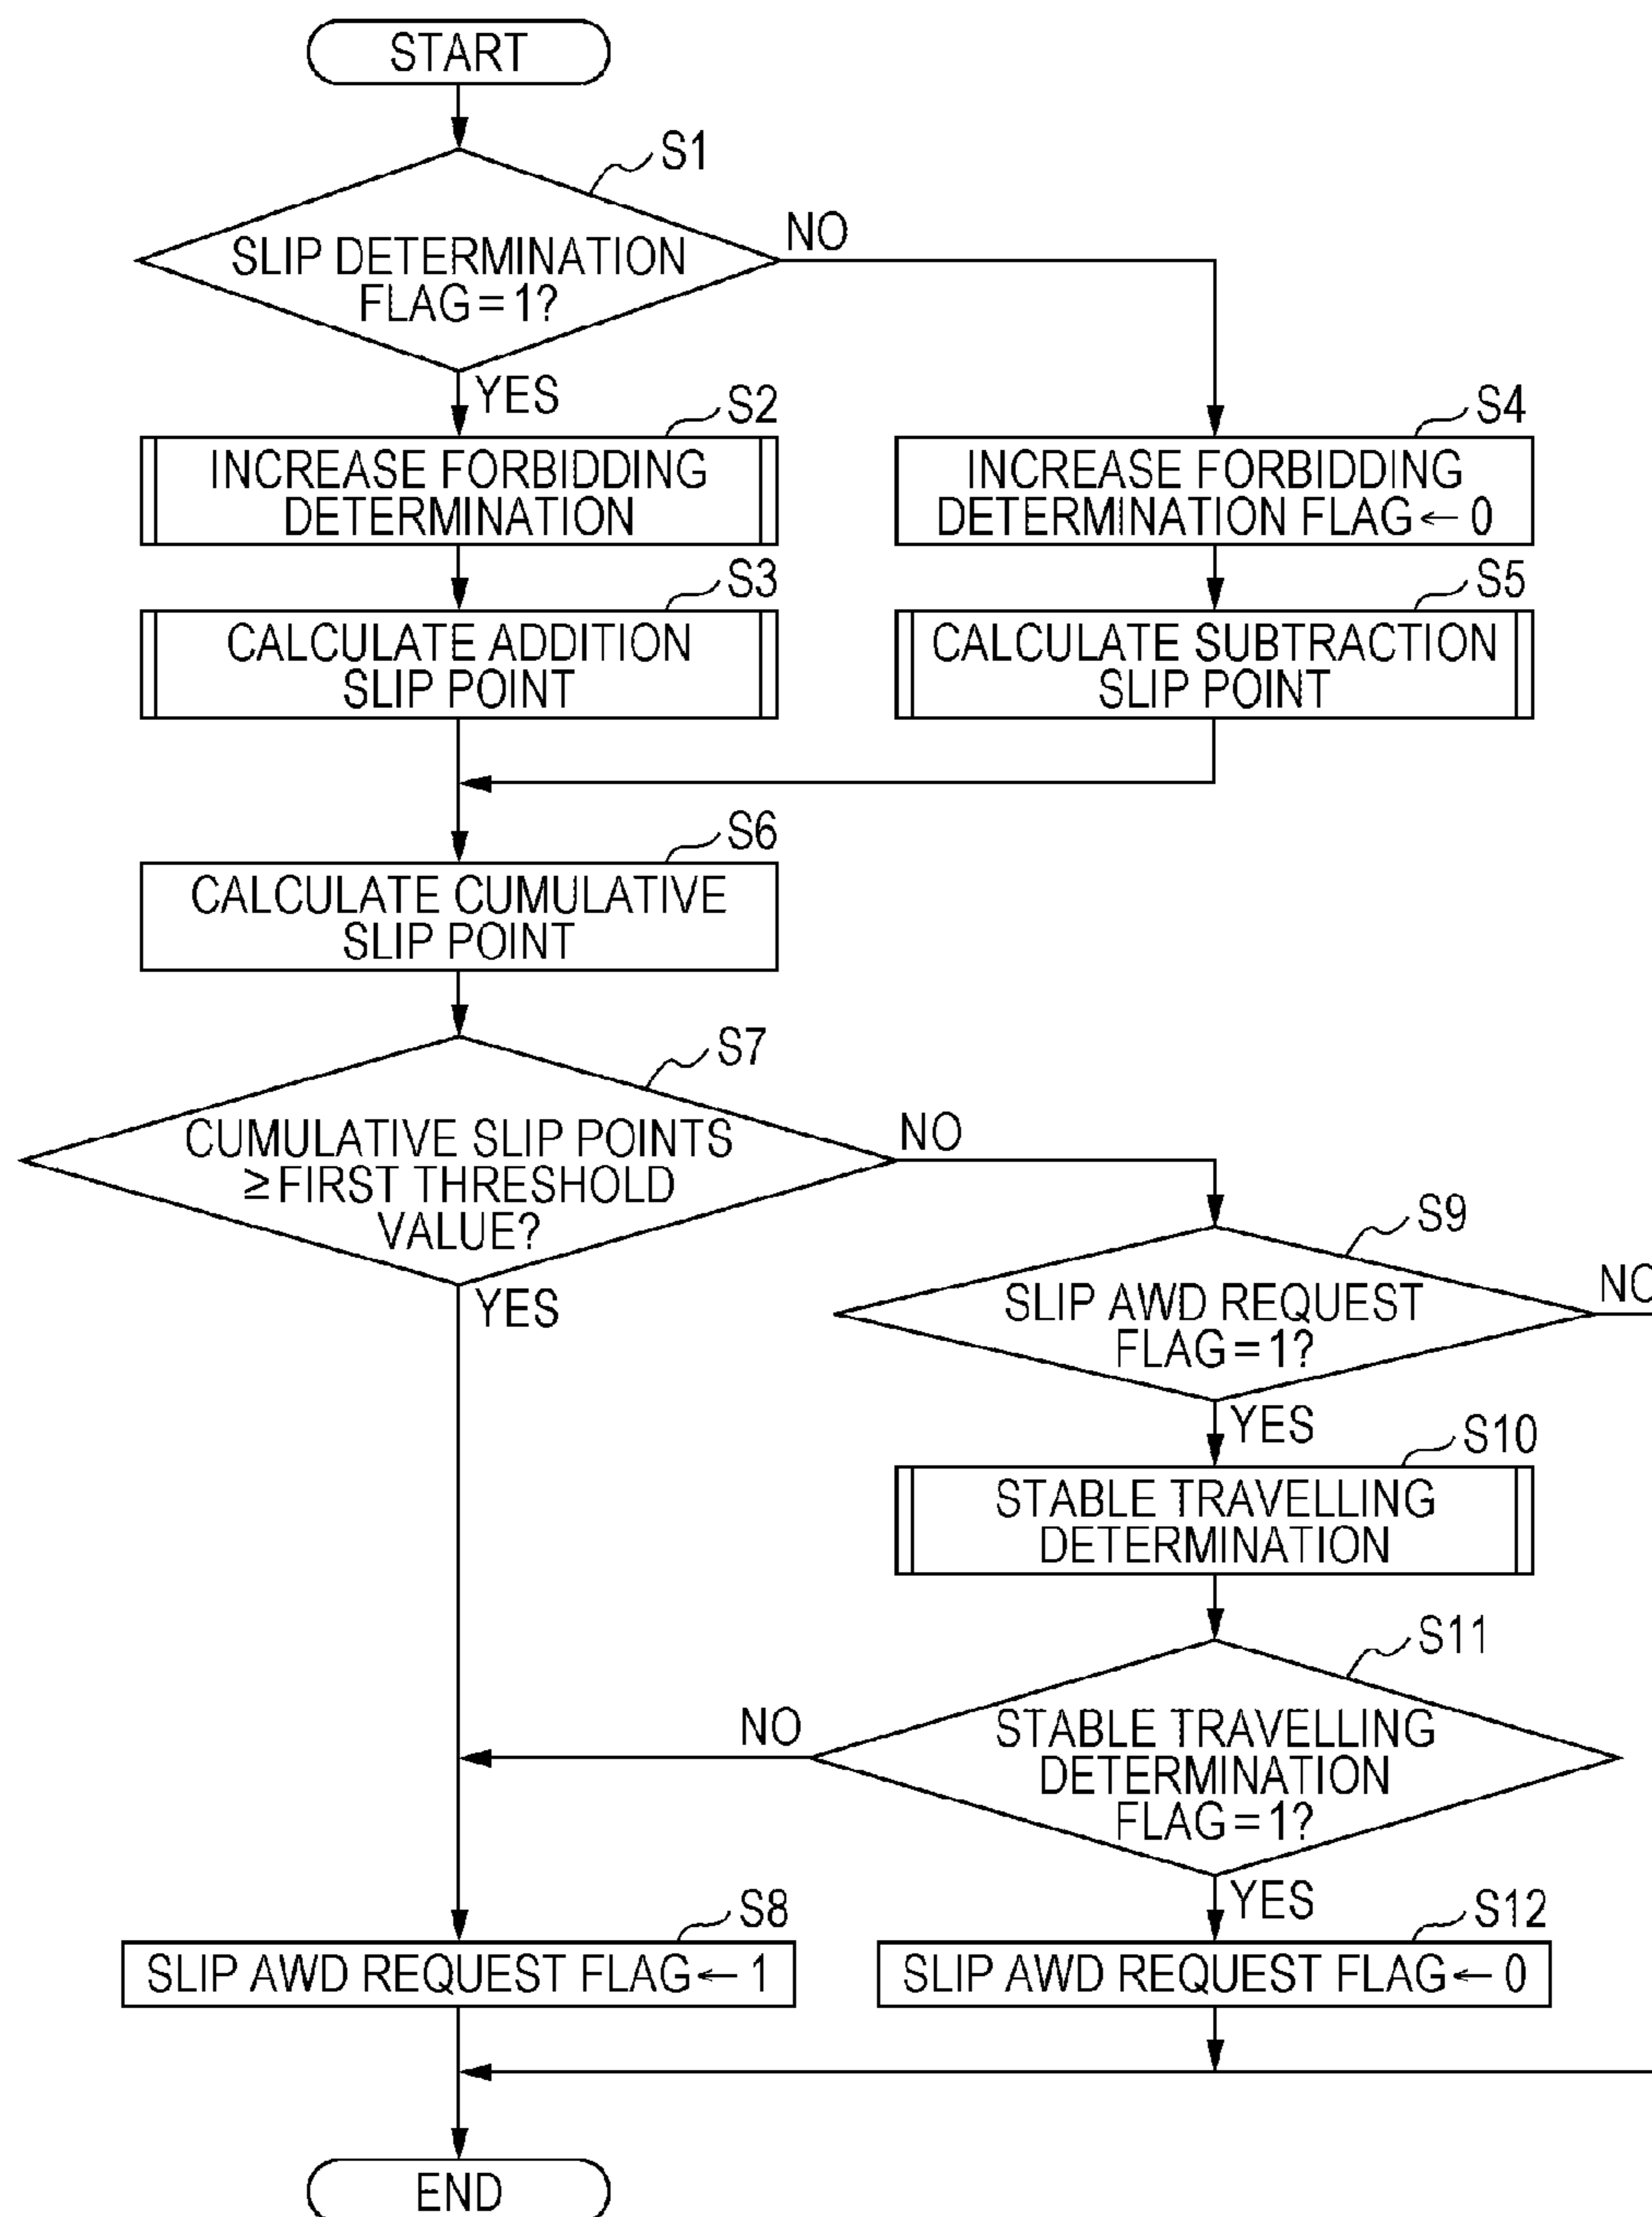 START
S1
SLIP DETERMINATION
FLAG = 1?
NO
YES
S2
INCREASE FORBIDDING
DETERMINATION
S4
INCREASE FORBIDDING
DETERMINATION FLAG ← 0
S3
CALCULATE ADDITION
SLIP POINT
S5
CALCULATE SUBTRACTION
SLIP POINT
S6
CALCULATE CUMULATIVE
SLIP POINT
S7
CUMULATIVE SLIP POINTS
≥ FIRST THRESHOLD
VALUE?
NO
YES
S9
SLIP AWD REQUEST
FLAG = 1?
NO
YES
S10
STABLE TRAVELLING
DETERMINATION
S11
STABLE TRAVELLING
DETERMINATION
FLAG = 1?
NO
YES
S8
SLIP AWD REQUEST FLAG ← 1
S12
SLIP AWD REQUEST FLAG ← 0
END